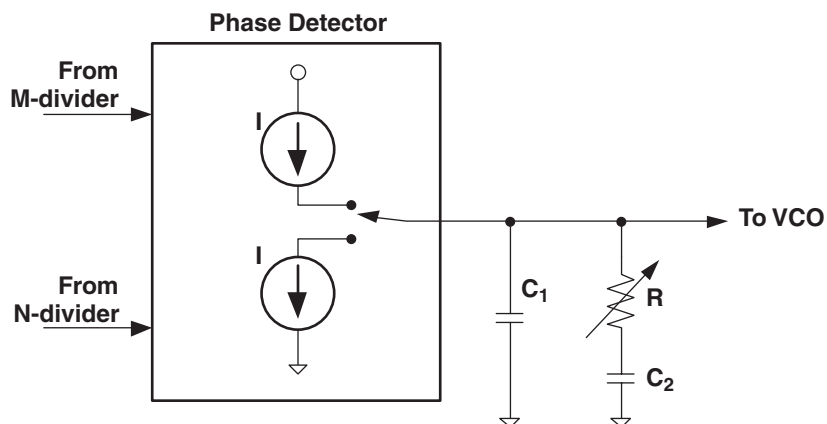 Phase Detector
From
M-divider
I
To VCO
I
From
N-divider
C₁
R
C₂